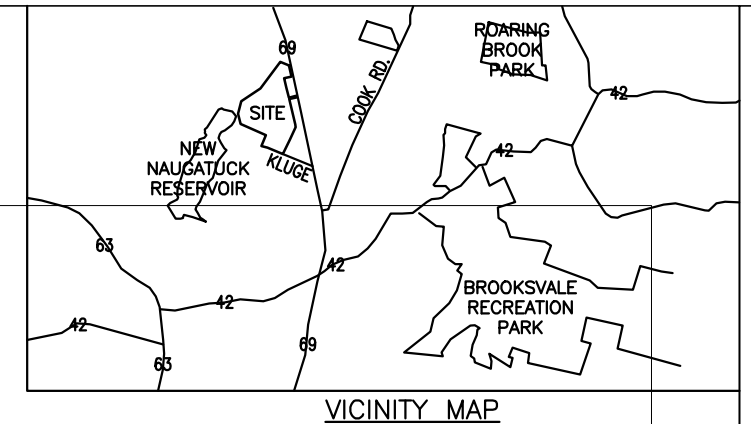 69
ROARING
BROOK
PARK
COOK RD.
42
SITE
NEW
NAUGATUCK
RESERVOIR
KLUGE
42
63
42
42
BROOKSVALE
RECREATION
PARK
42
69
63
VICINITY MAP